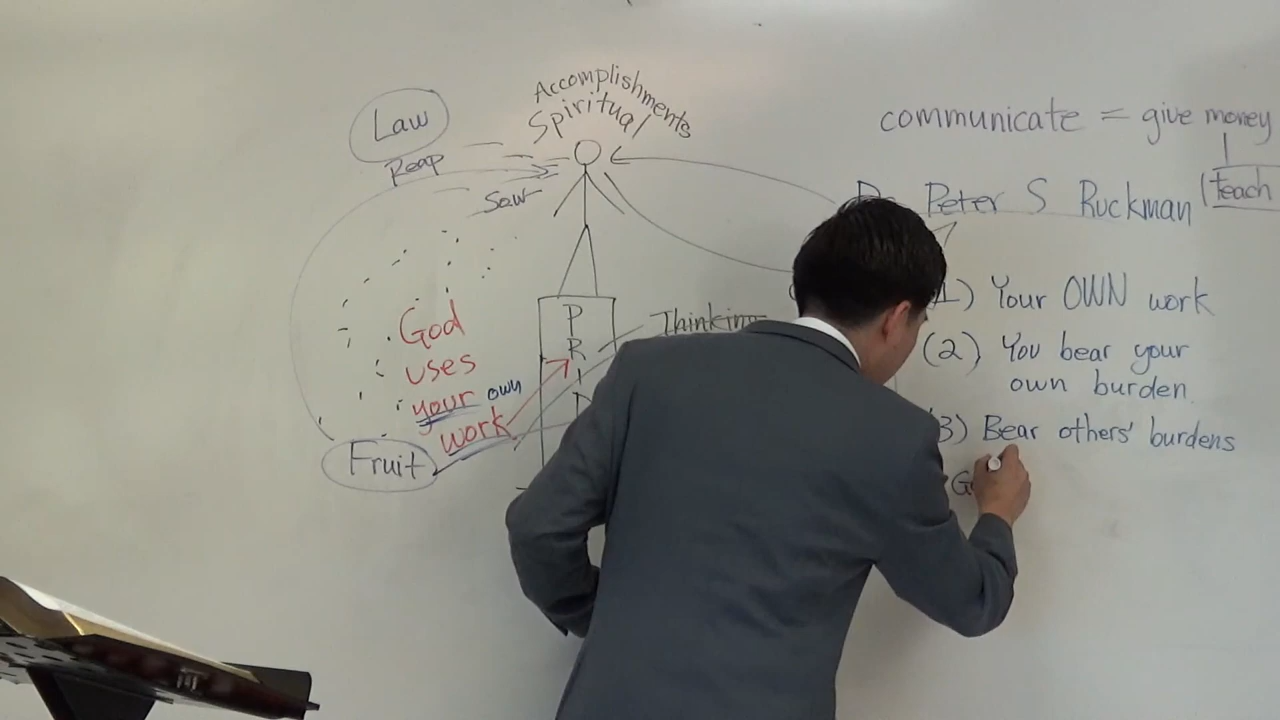 Accomplishments
Spiritual
Law
Reap
Sow
God
uses
your own
work
Fruit
P
R
I
D
Thinking
communicate = give money
teach
Dr. Peter S Ruckman
(1) Your OWN work
(2) You bear your
own burden.
(3) Bear others' burdens